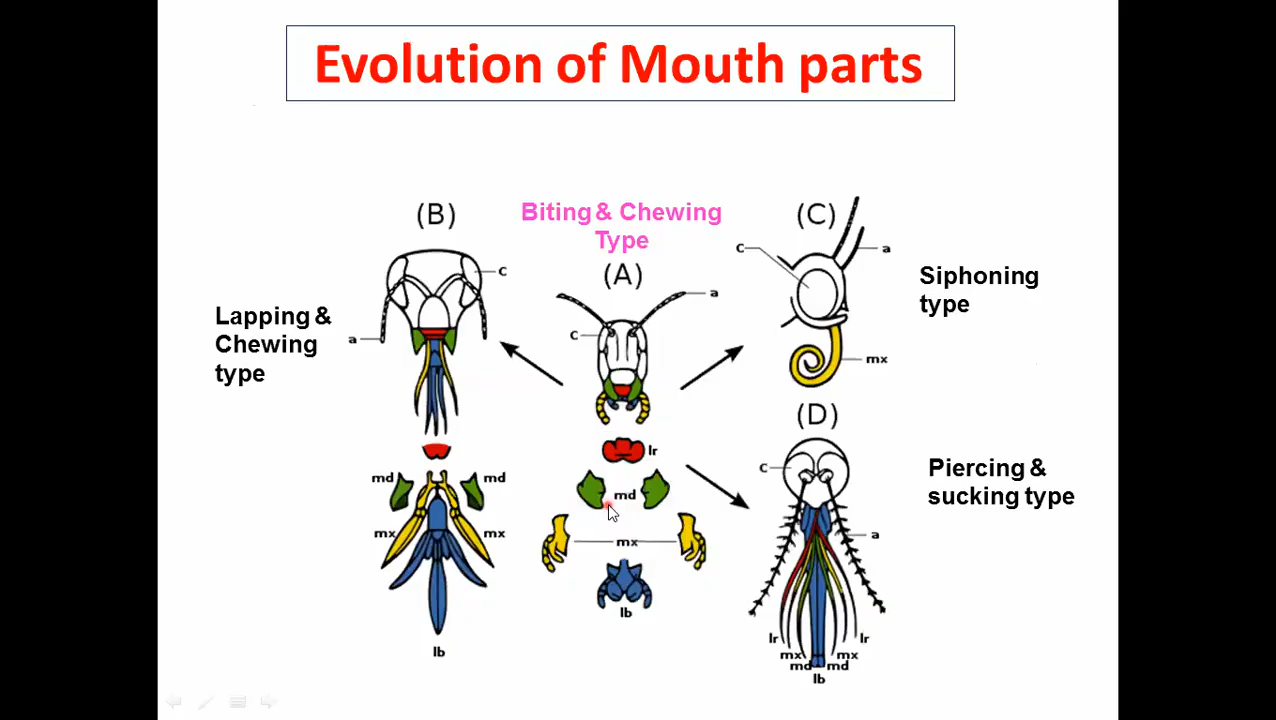 Evolution of Mouth parts
(B)
Biting & Chewing
Type
(A)
(C)
c
a
Siphoning
type
c
a
c
Lapping &
Chewing
type
a
mx
(D)
lr
md
md
md
c
Piercing &
sucking type
mx
mx
mx
a
lb
lb
lr
lr
mx
mx
md
md
lb